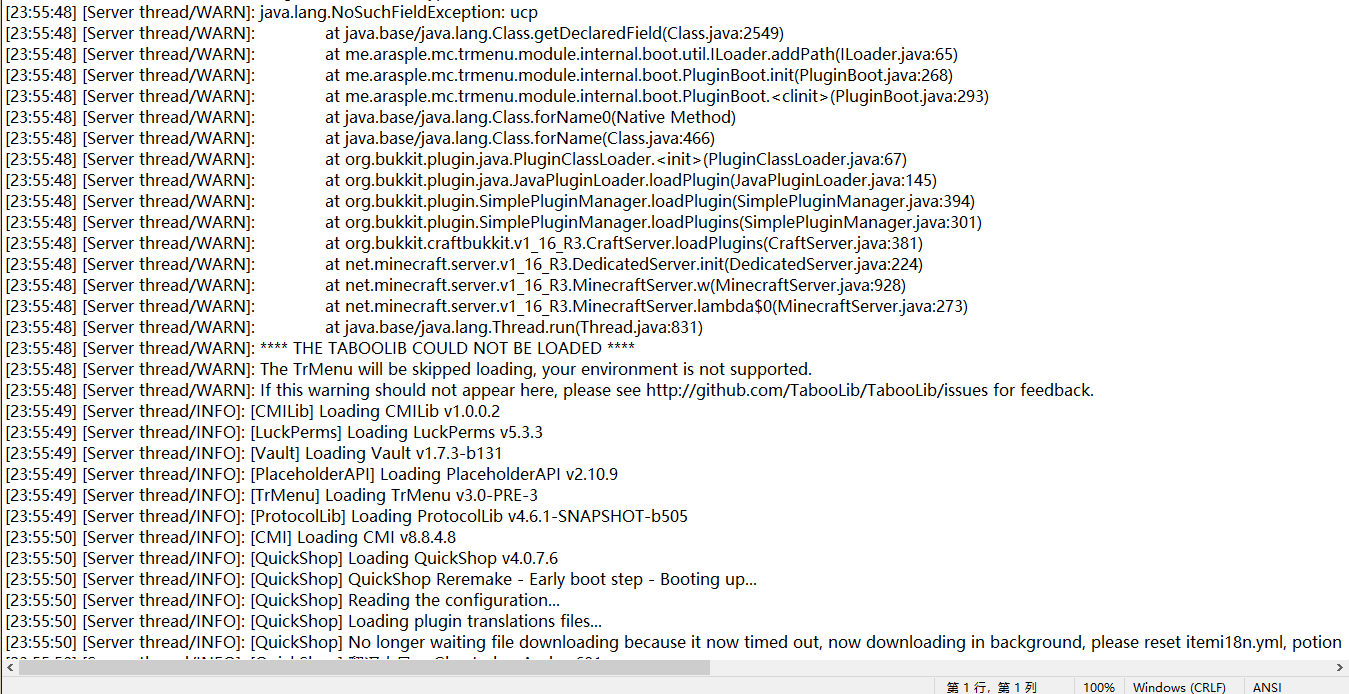 [23:55:48] [Server thread/WARN]: java.lang.NoSuchFieldException: ucp
[23:55:48] [Server thread/WARN]: at java.base/java.lang.Class.getDeclaredField(Class.java:2549)
[23:55:48] [Server thread/WARN]: at me.arasple.mc.trmenu.module.internal.boot.util.ILoader.addPath(ILoader.java:65)
[23:55:48] [Server thread/WARN]: at me.arasple.mc.trmenu.module.internal.boot.PluginBoot.init(PluginBoot.java:268)
[23:55:48] [Server thread/WARN]: at me.arasple.mc.trmenu.module.internal.boot.PluginBoot.<clinit>(PluginBoot.java:293)
[23:55:48] [Server thread/WARN]: at java.base/java.lang.Class.forName0(Native Method)
[23:55:48] [Server thread/WARN]: at java.base/java.lang.Class.forName(Class.java:466)
[23:55:48] [Server thread/WARN]: at org.bukkit.plugin.java.PluginClassLoader.<init>(PluginClassLoader.java:67)
[23:55:48] [Server thread/WARN]: at org.bukkit.plugin.java.JavaPluginLoader.loadPlugin(JavaPluginLoader.java:145)
[23:55:48] [Server thread/WARN]: at org.bukkit.plugin.SimplePluginManager.loadPlugin(SimplePluginManager.java:394)
[23:55:48] [Server thread/WARN]: at org.bukkit.plugin.SimplePluginManager.loadPlugins(SimplePluginManager.java:301)
[23:55:48] [Server thread/WARN]: at org.bukkit.craftbukkit.v1_16_R3.CraftServer.loadPlugins(CraftServer.java:381)
[23:55:48] [Server thread/WARN]: at net.minecraft.server.v1_16_R3.DedicatedServer.init(DedicatedServer.java:224)
[23:55:48] [Server thread/WARN]: at net.minecraft.server.v1_16_R3.MinecraftServer.w(MinecraftServer.java:928)
[23:55:48] [Server thread/WARN]: at net.minecraft.server.v1_16_R3.MinecraftServer.lambda$0(MinecraftServer.java:273)
[23:55:48] [Server thread/WARN]: at java.base/java.lang.Thread.run(Thread.java:831)
[23:55:48] [Server thread/WARN]: **** THE TABOOLIB COULD NOT BE LOADED ****
[23:55:48] [Server thread/WARN]: The TrMenu will be skipped loading, your environment is not supported.
[23:55:48] [Server thread/WARN]: If this warning should not appear here, please see http://github.com/TabooLib/TabooLib/issues for feedback.
[23:55:49] [Server thread/INFO]: [CMILib] Loading CMILib v1.0.0.2
[23:55:49] [Server thread/INFO]: [LuckPerms] Loading LuckPerms v5.3.3
[23:55:49] [Server thread/INFO]: [Vault] Loading Vault v1.7.3-b131
[23:55:49] [Server thread/INFO]: [PlaceholderAPI] Loading PlaceholderAPI v2.10.9
[23:55:49] [Server thread/INFO]: [TrMenu] Loading TrMenu v3.0-PRE-3
[23:55:49] [Server thread/INFO]: [ProtocolLib] Loading ProtocolLib v4.6.1-SNAPSHOT-b505
[23:55:50] [Server thread/INFO]: [CMI] Loading CMI v8.8.4.8
[23:55:50] [Server thread/INFO]: [QuickShop] Loading QuickShop v4.0.7.6
[23:55:50] [Server thread/INFO]: [QuickShop] QuickShop Reremake - Early boot step - Booting up...
[23:55:50] [Server thread/INFO]: [QuickShop] Reading the configuration...
[23:55:50] [Server thread/INFO]: [QuickShop] Loading plugin translations files...
[23:55:50] [Server thread/INFO]: [QuickShop] No longer waiting file downloading because it now timed out, now downloading in background, please reset itemi18n.yml, potion
第 1 行，第 1 列 100% Windows (CRLF) ANSI